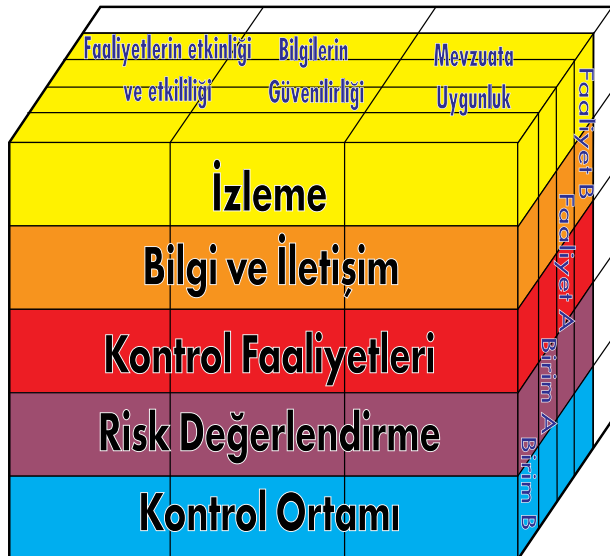 Faaliyetlerin etkinliği
ve etkililiği
Bilgilerin
Güvenilirliği
Mevzuata
Uygunluk
İzleme
Bilgi ve İletişim
Kontrol Faaliyetleri
Risk Değerlendirme
Kontrol Ortamı
Birim B
Birim A
Faaliyet A
Faaliyet B